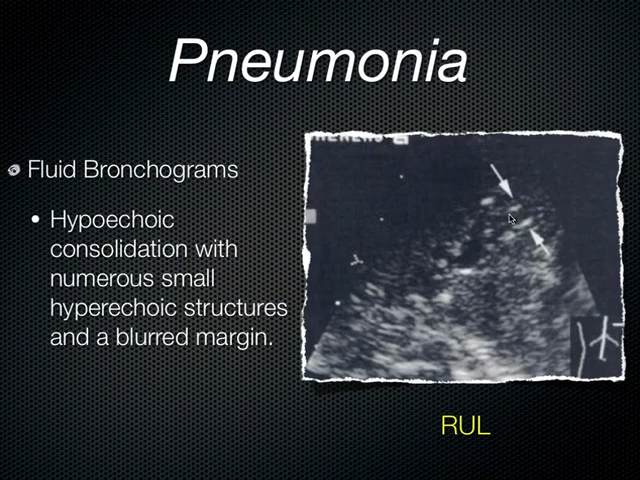 Pneumonia
Fluid Bronchograms
Hypoechoic
consolidation with
numerous small
hyperechoic structures
and a blurred margin.
RUL